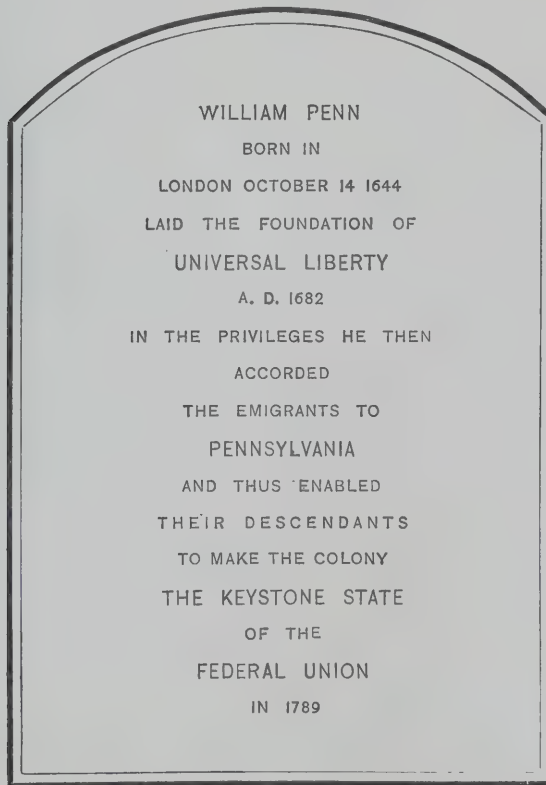 WILLIAM PENN
BORN IN
LONDON OCTOBER 14 1644
LAID THE FOUNDATION OF
UNIVERSAL LIBERTY
A. D. 1682
IN THE PRIVILEGES HE THEN
ACCORDED
THE EMIGRANTS TO
PENNSYLVANIA
AND THUS ENABLED
THEIR DESCENDANTS
TO MAKE THE COLONY
THE KEYSTONE STATE
OF THE
FEDERAL UNION
IN 1789